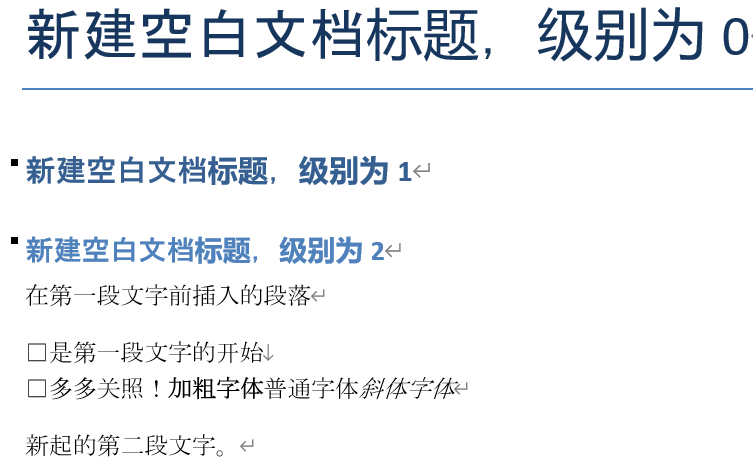 新建空白文档标题，级别为 0
新建空白文档标题，级别为 1
新建空白文档标题，级别为 2
在第一段文字前插入的段落
□是第一段文字的开始
□多多关照！加粗字体普通字体斜体字体
新起的第二段文字。